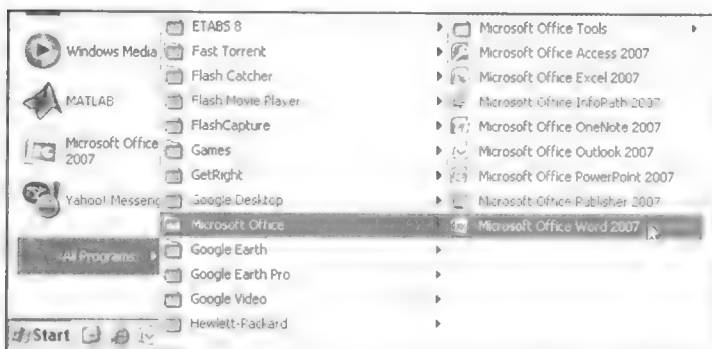 Windows Media
MATLAB
Microsoft Office
2007
Yahoo! Messeng
All Programs
Start
ETABS 8
Fast Torrent
Flash Catcher
Flash Movie Player
FlashCapture
Games
GetRight
Google Desktop
Microsoft Office
Google Earth
Google Earth Pro
Google Video
Hewlett-Packard
Microsoft Office Tools
Microsoft Office Access 2007
Microsoft Office Excel 2007
Microsoft Office InfoPath 2007
Microsoft Office OneNote 2007
Microsoft Office Outlook 2007
Microsoft Office PowerPoint 2007
Microsoft Office Publisher 2007
Microsoft Office Word 2007